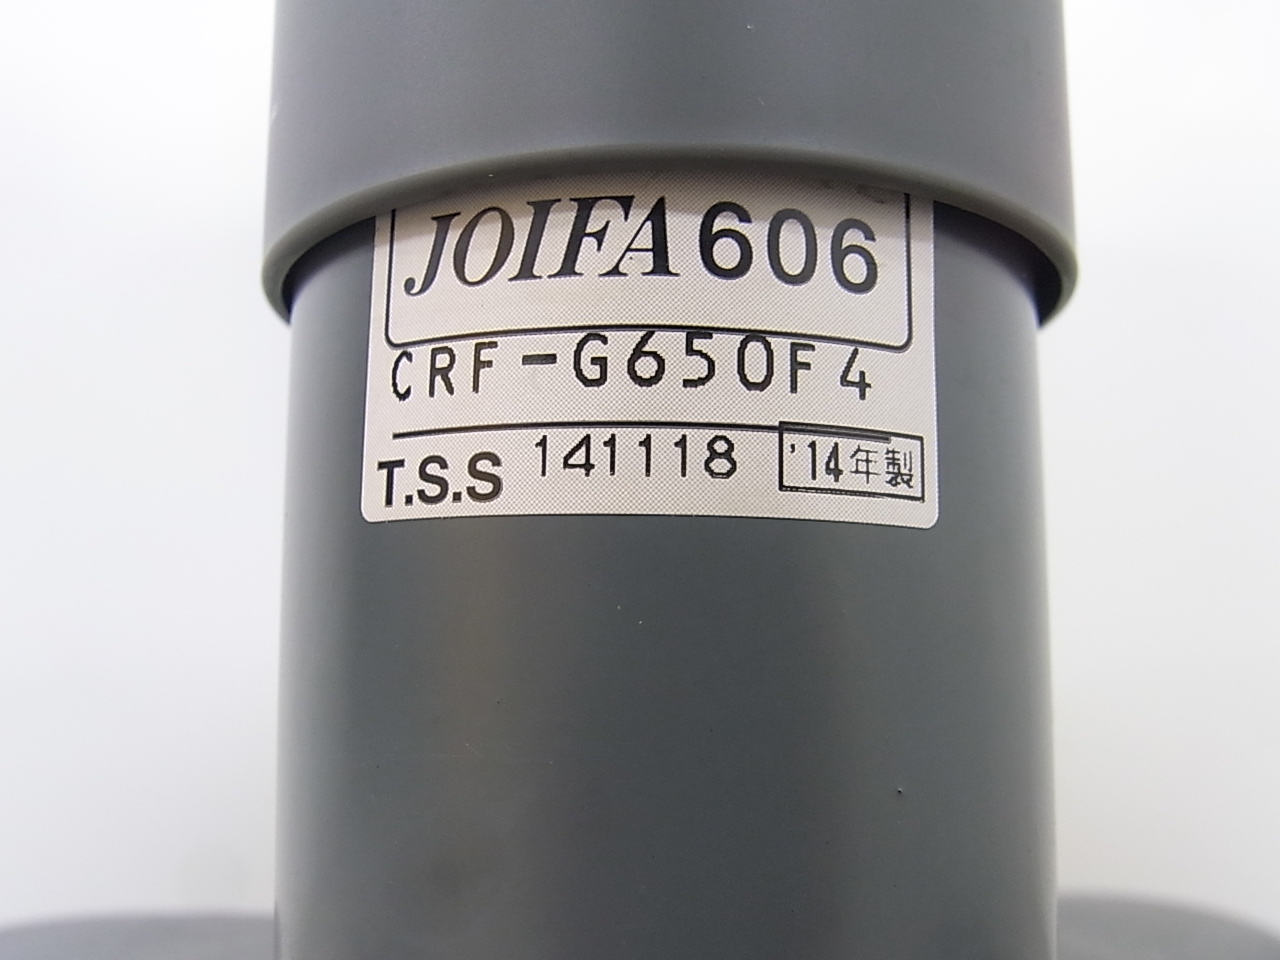 JOIFA 606
CRF-G650F4
T.S.S 141118 '14年製